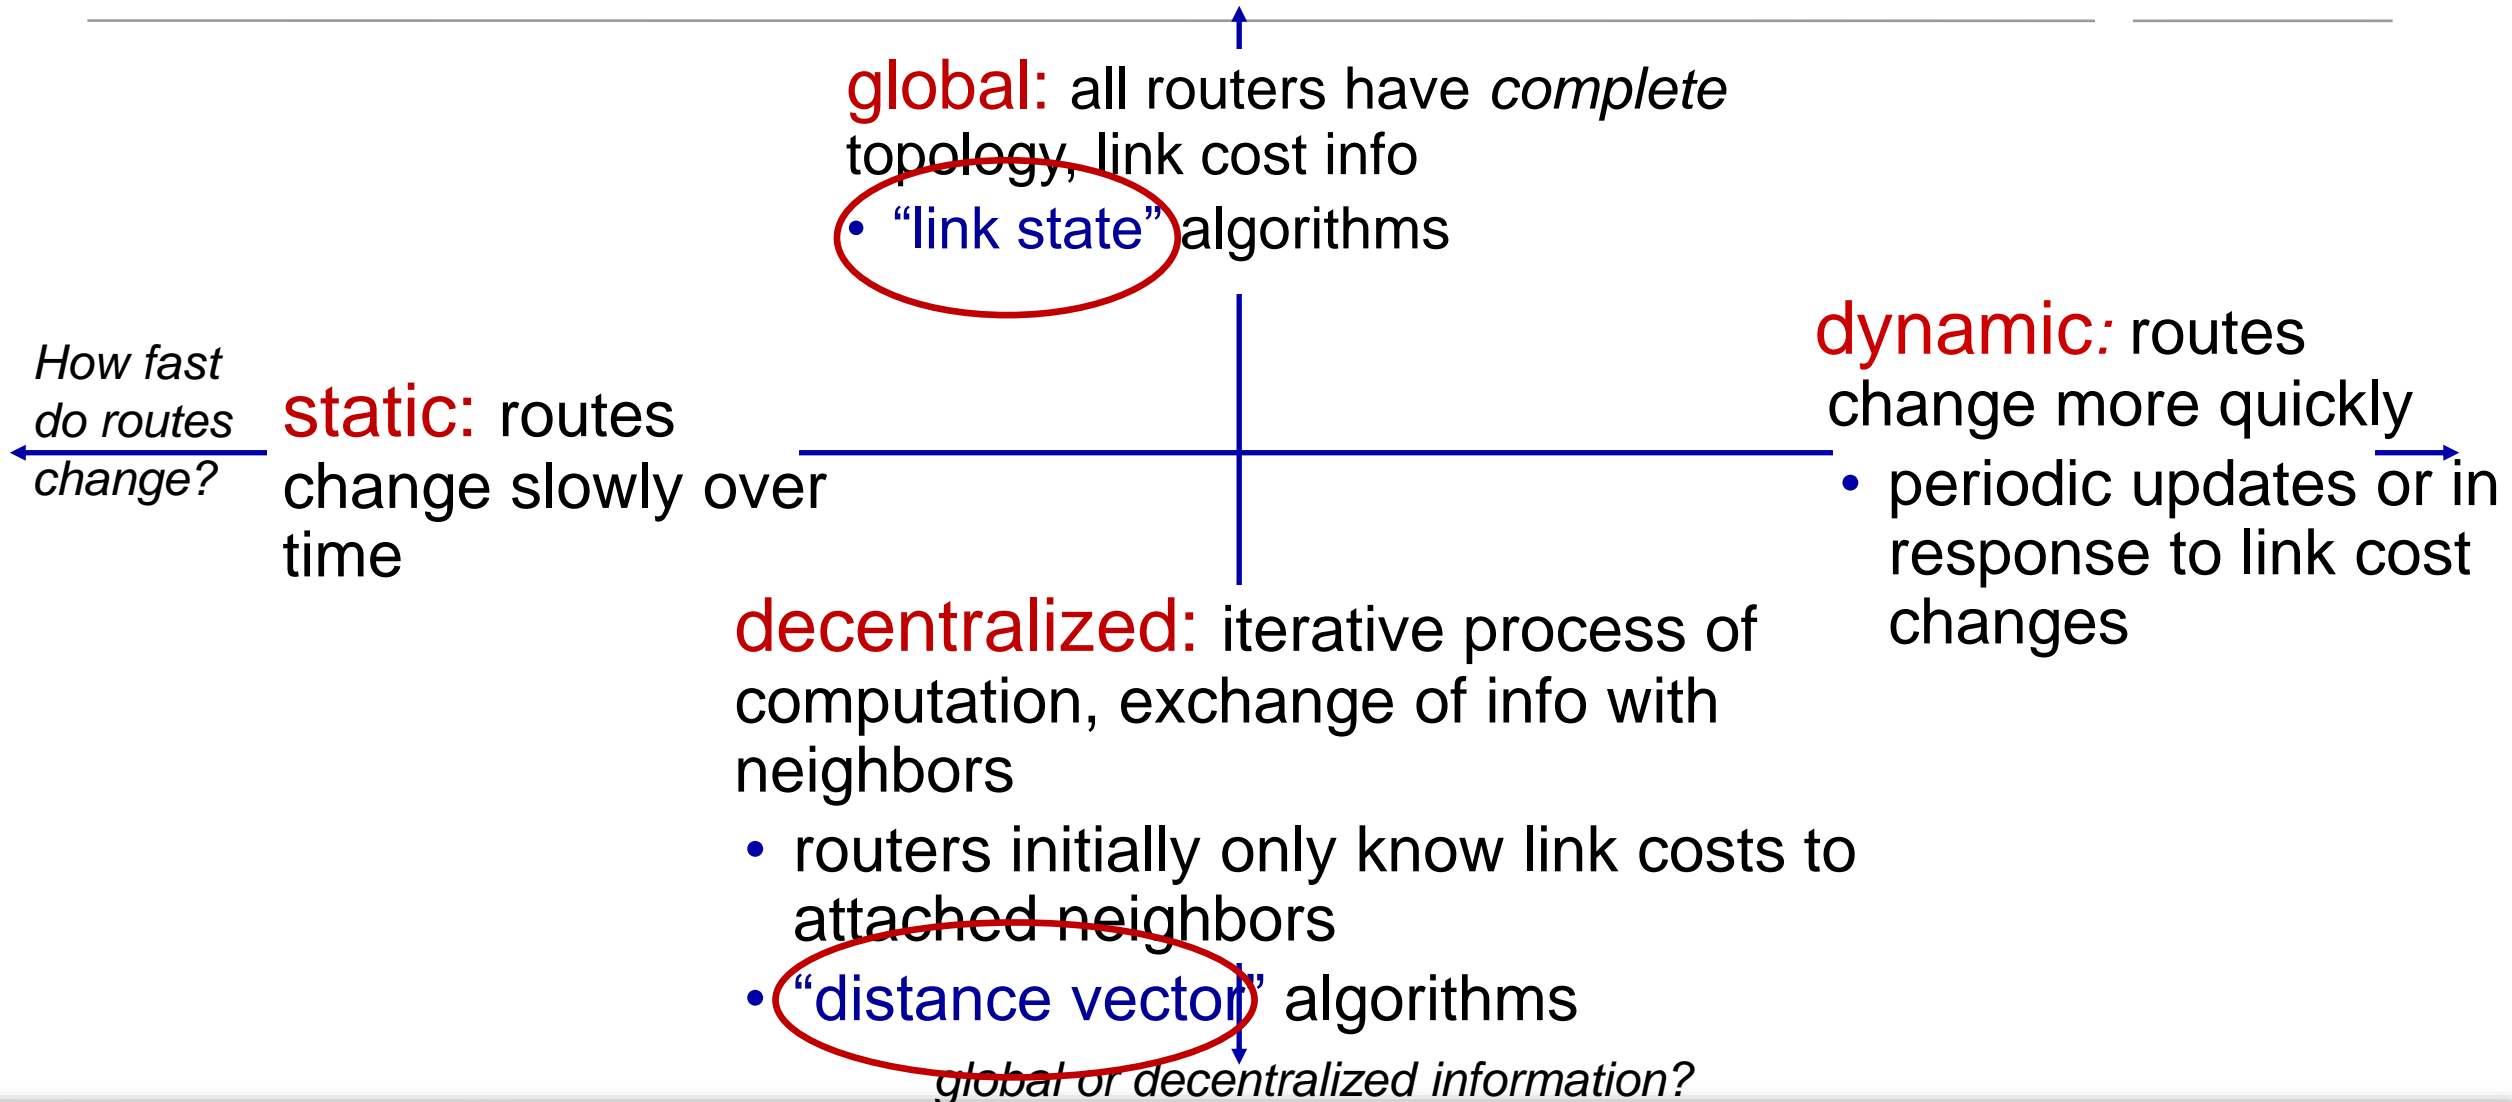 global: all routers have complete
topology, link cost info
• “link state” algorithms
How fast
do routes
change?
static: routes
change slowly over
time
dynamic: routes
change more quickly
• periodic updates or in
response to link cost
changes
decentralized: iterative process of
computation, exchange of info with
neighbors
• routers initially only know link costs to
attached neighbors
• “distance vector” algorithms
global or decentralized information?